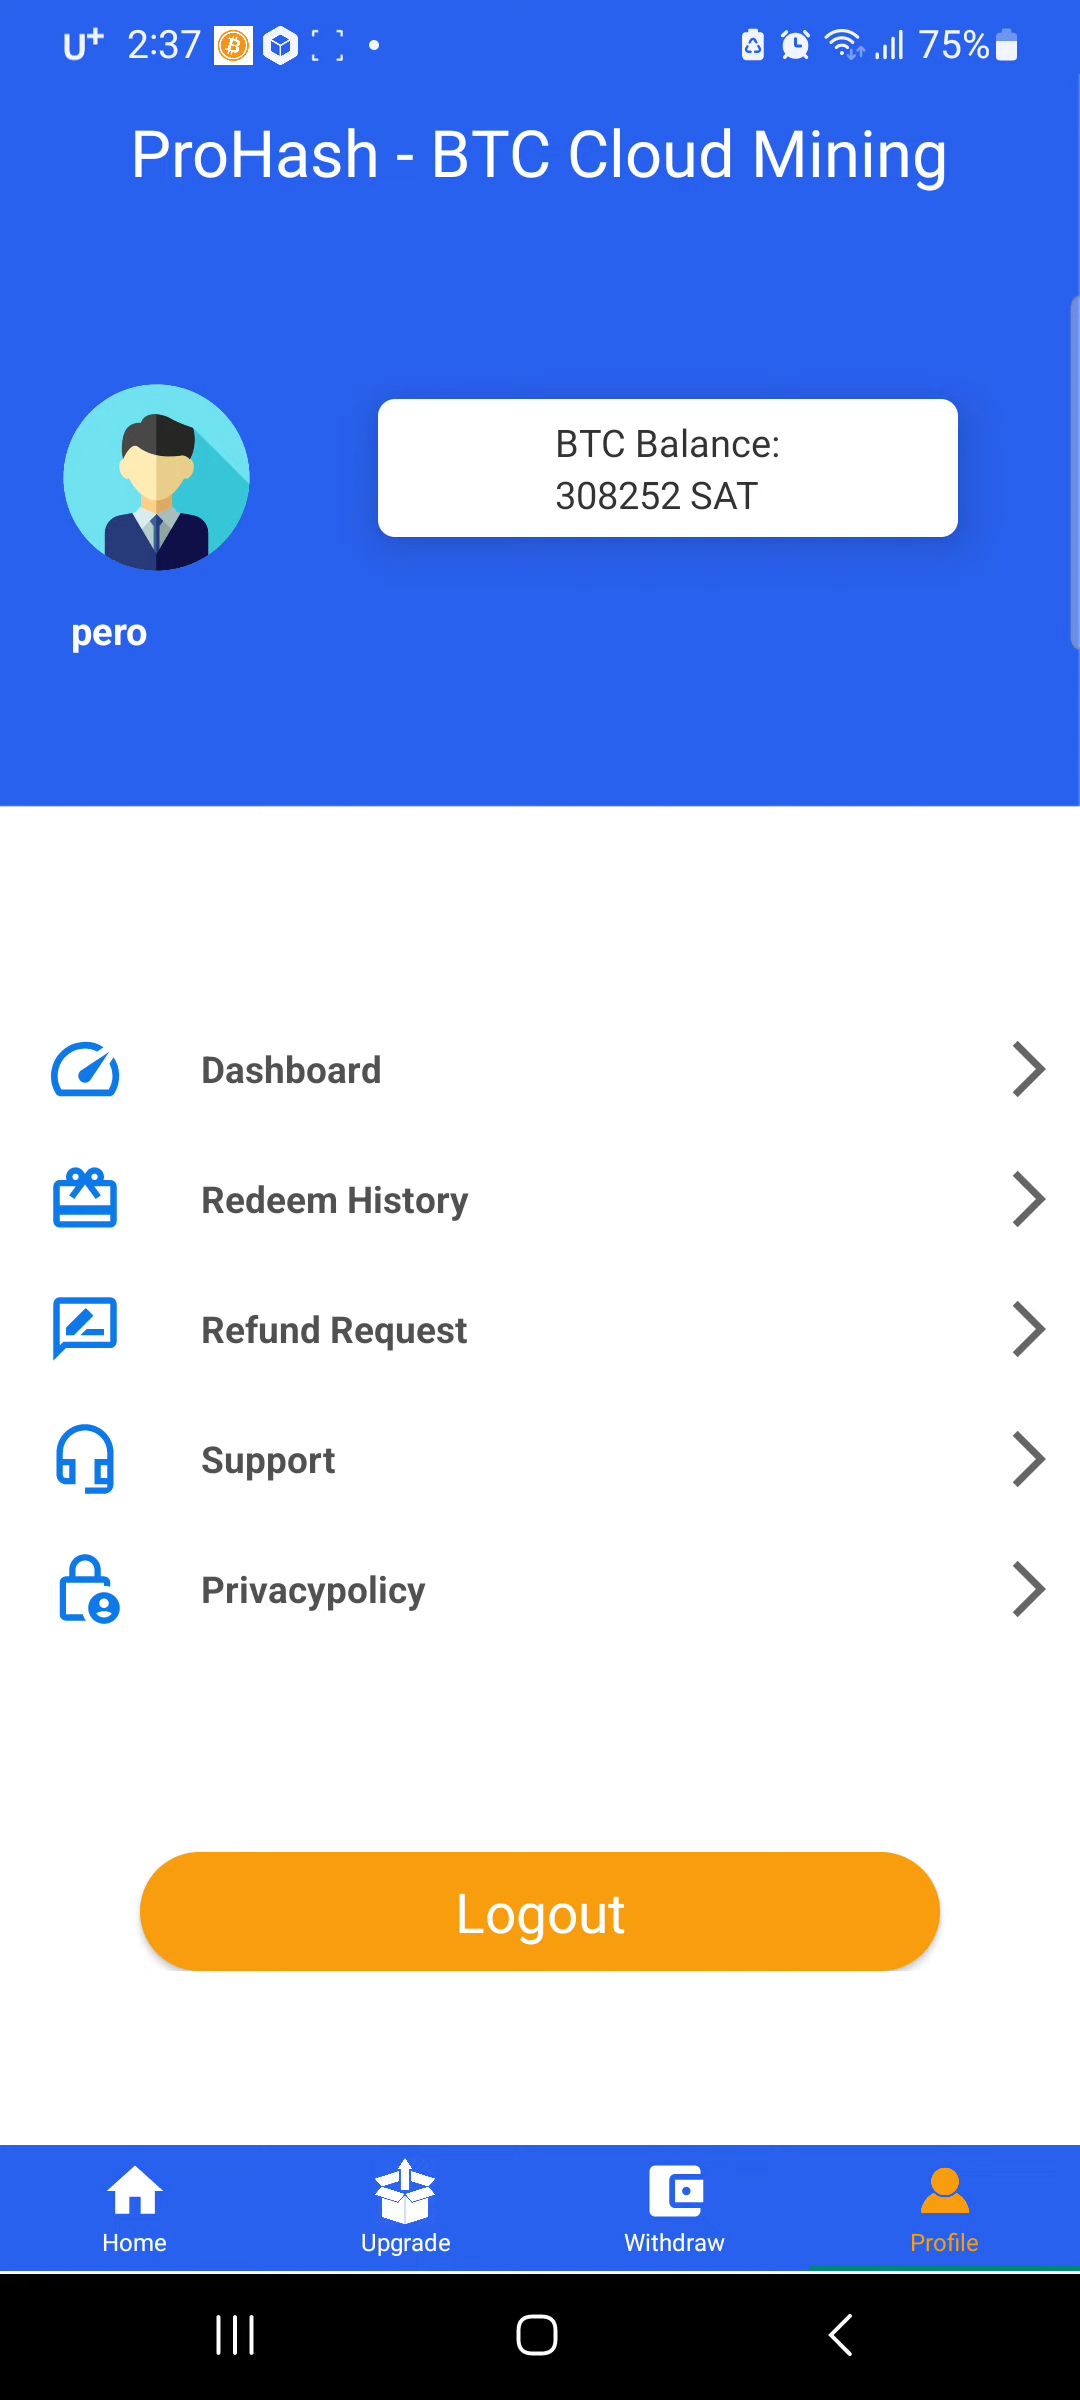 U+ 2:37 75%
ProHash - BTC Cloud Mining
BTC Balance:
308252 SAT
pero
Dashboard
Redeem History
Refund Request
Support
Privacypolicy
Logout
Home Upgrade Withdraw Profile